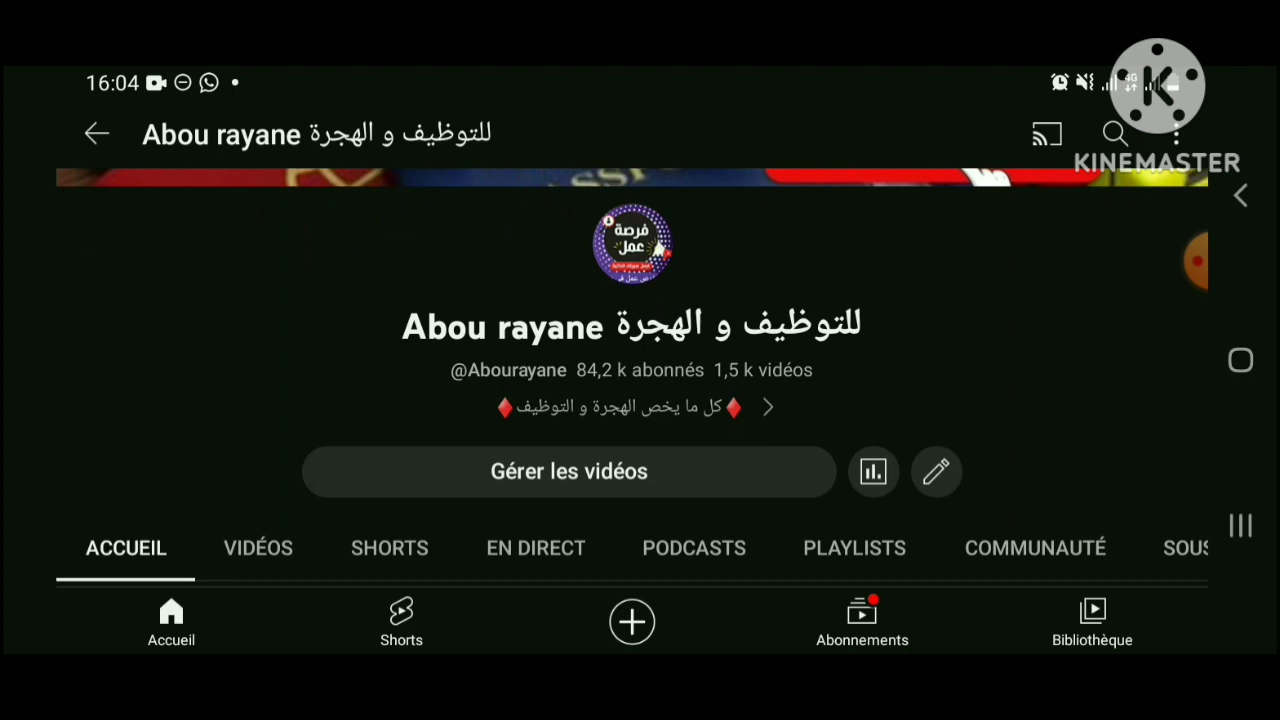 16:04
4G
Abou rayane للتوظيف و الهجرة
KINEMASTER
فرصة
عمل
Abou rayane للتوظيف و الهجرة
@Abourayane 84,2 k abonnés 1,5 k vidéos
كل ما يخص الهجرة و التوظيف
Gérer les vidéos
ACCUEIL VIDÉOS SHORTS EN DIRECT PODCASTS PLAYLISTS COMMUNAUTÉ SOUS
Accueil Shorts Abonnements Bibliothèque